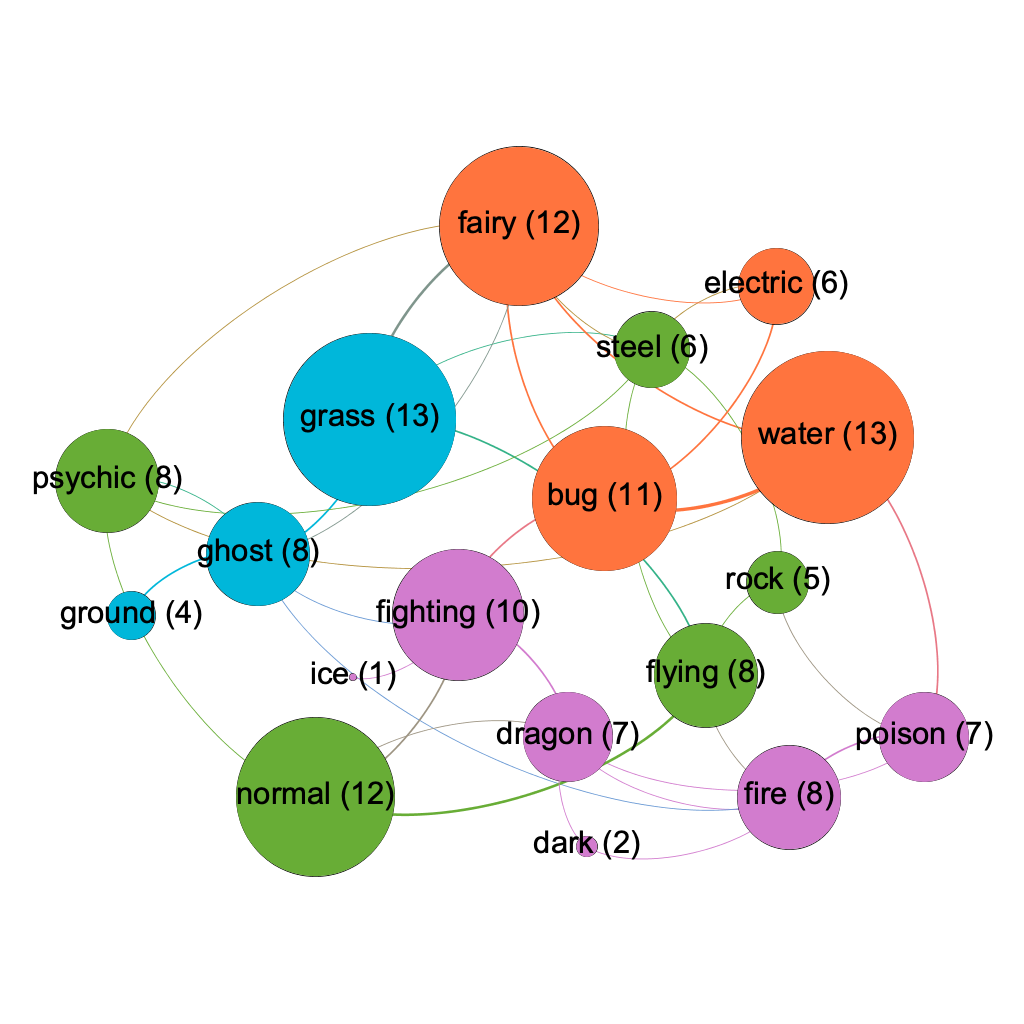 fairy (12)
electric (6)
steel (6)
grass (13)
water (13)
psychic (8)
bug (11)
ghost (8)
rock (5)
ground (4)
fighting (10)
ice (1)
flying (8)
dragon (7)
poison (7)
normal (12)
fire (8)
dark (2)